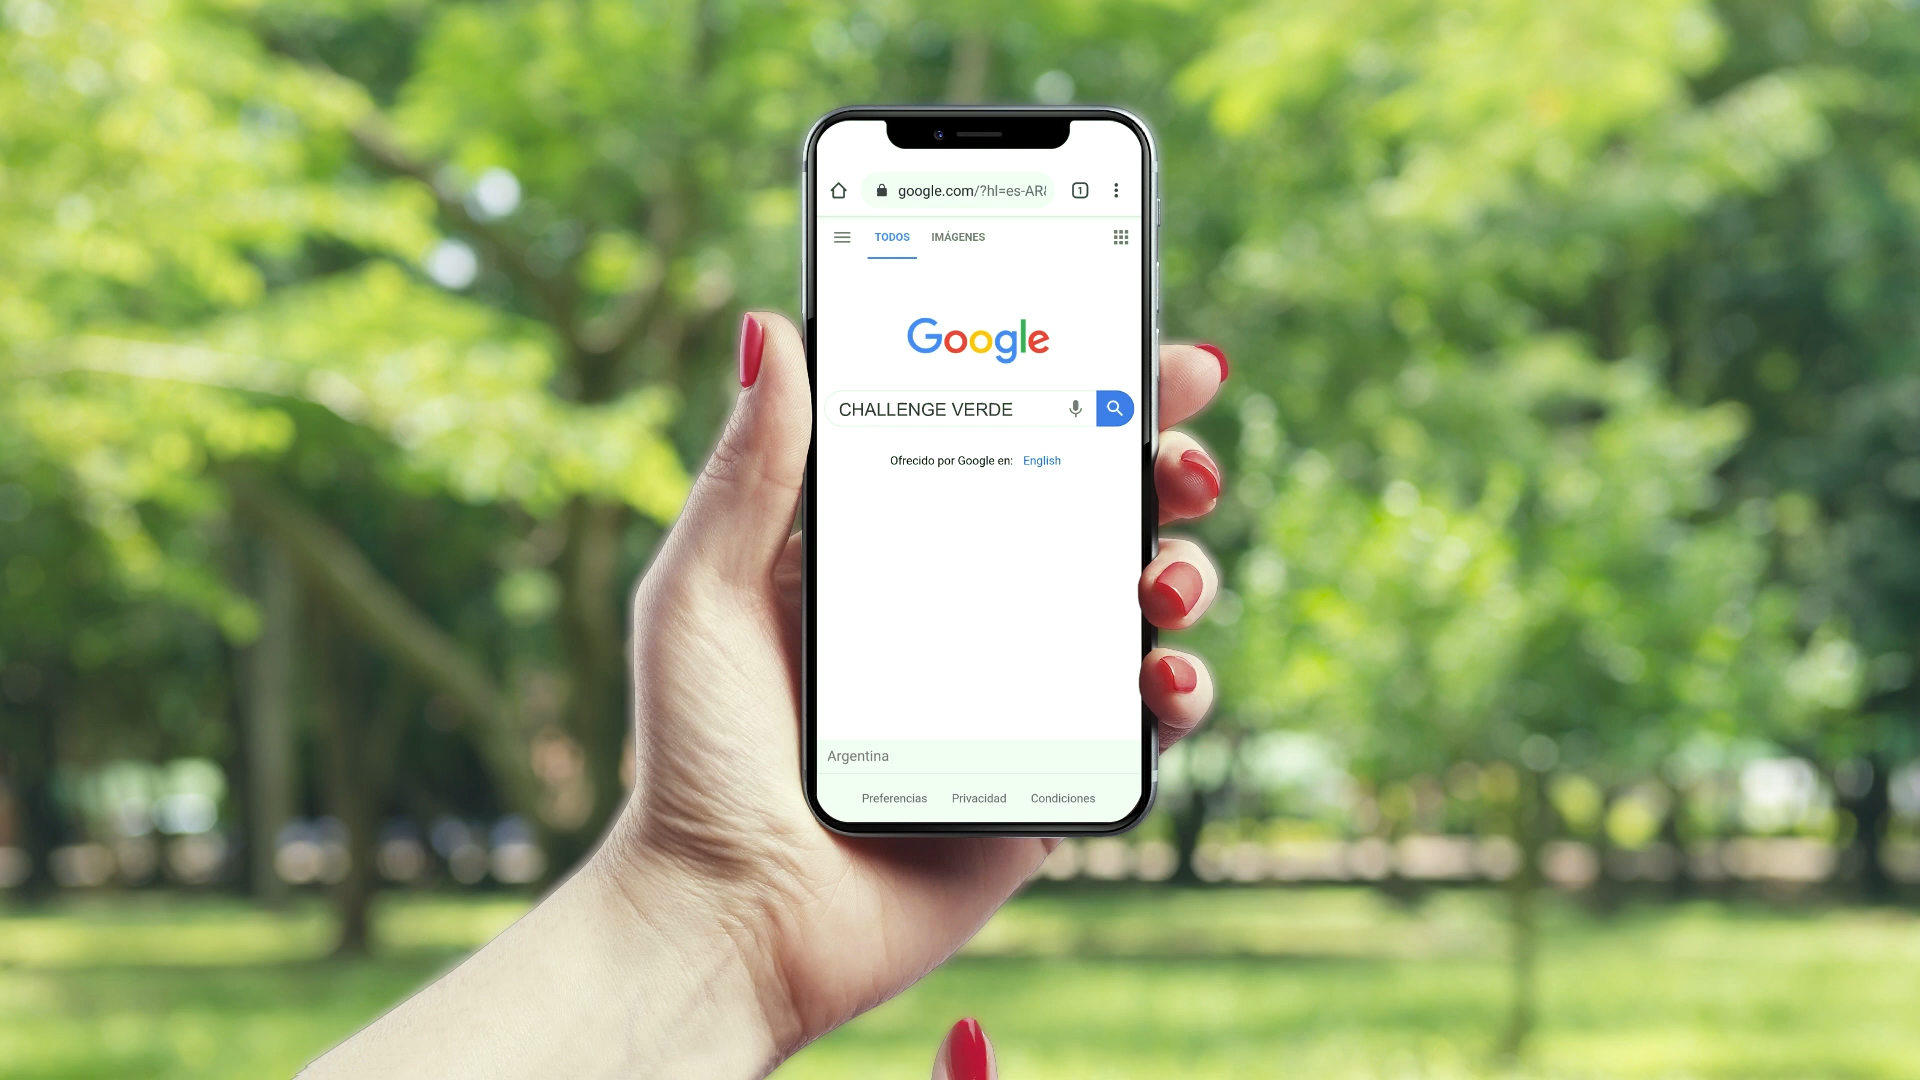 google.com/?hl=es-AR
1
TODOS IMÁGENES
Google
CHALLENGE VERDE
Ofrecido por Google en: English
Argentina
Preferencias Privacidad Condiciones